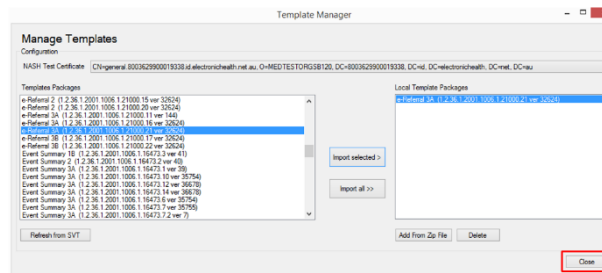 Template Manager
Manage Templates
Configuration
NASH Test Certificate CN=general.8003629900019338.id.electronichealth.net.au, O=MEDTESTORGSB120, DC=8003629900019338, DC=id, DC=electronichealth, DC=net, DC=au
Templates Packages
Local Template Packages
e-Referral 2 (1.2.36.1.2001.1006.1.21000.15 ver 32624)
e-Referral 2 (1.2.36.1.2001.1006.1.21000.20 ver 32624)
e-Referral 3A (1.2.36.1.2001.1006.1.21000.11 ver 144)
e-Referral 3A (1.2.36.1.2001.1006.1.21000.16 ver 32624)
e-Referral 3A (1.2.36.1.2001.1006.1.21000.21 ver 32624)
e-Referral 3B (1.2.36.1.2001.1006.1.21000.17 ver 32624)
e-Referral 3B (1.2.36.1.2001.1006.1.21000.22 ver 32624)
Event Summary 1B (1.2.36.1.2001.1006.1.16473.3 ver 41)
Event Summary 2 (1.2.36.1.2001.1006.1.16473.2 ver 40)
Event Summary 3A (1.2.36.1.2001.1006.1.16473.1 ver 39)
Event Summary 3A (1.2.36.1.2001.1006.1.16473.10 ver 35754)
Event Summary 3A (1.2.36.1.2001.1006.1.16473.12 ver 36678)
Event Summary 3A (1.2.36.1.2001.1006.1.16473.14 ver 36678)
Event Summary 3A (1.2.36.1.2001.1006.1.16473.6 ver 35754)
Event Summary 3A (1.2.36.1.2001.1006.1.16473.7 ver 35755)
Event Summary 3A (1.2.36.1.2001.1006.1.16473.7.2 ver 7)
Import selected >
Import all >>
e-Referral 3A (1.2.36.1.2001.1006.1.21000.21 ver 32624)
Refresh from SVT
Add From Zip File
Delete
Close